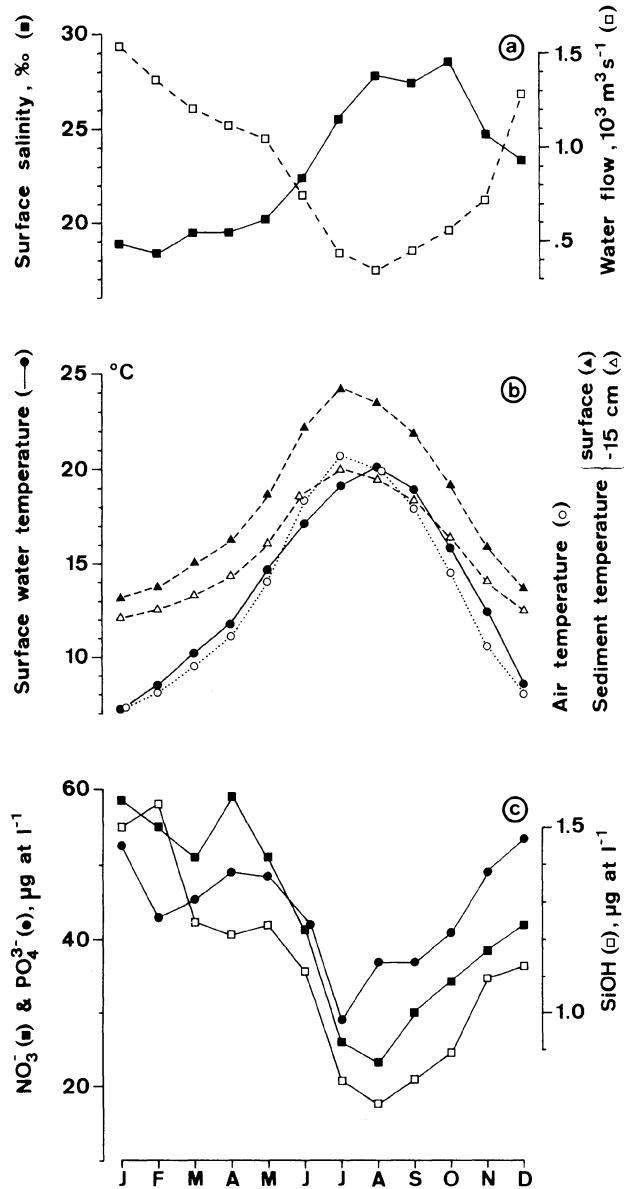 Surface salinity, ‰ (■)
30
25
20
ⓐ
1.5
1.0
.5
Water flow, 10³ m³ s⁻¹ (□)
Surface water temperature (—●)
25
20
15
10
°C
ⓑ
Air temperature (○)
Sediment temperature { surface (▲)
-15 cm (△)
NO₃⁻ (■) & PO₄³⁻ (●), µg at l⁻¹
60
40
20
ⓒ
1.5
1.0
SiOH (□), µg at l⁻¹
J F M A M J J A S O N D